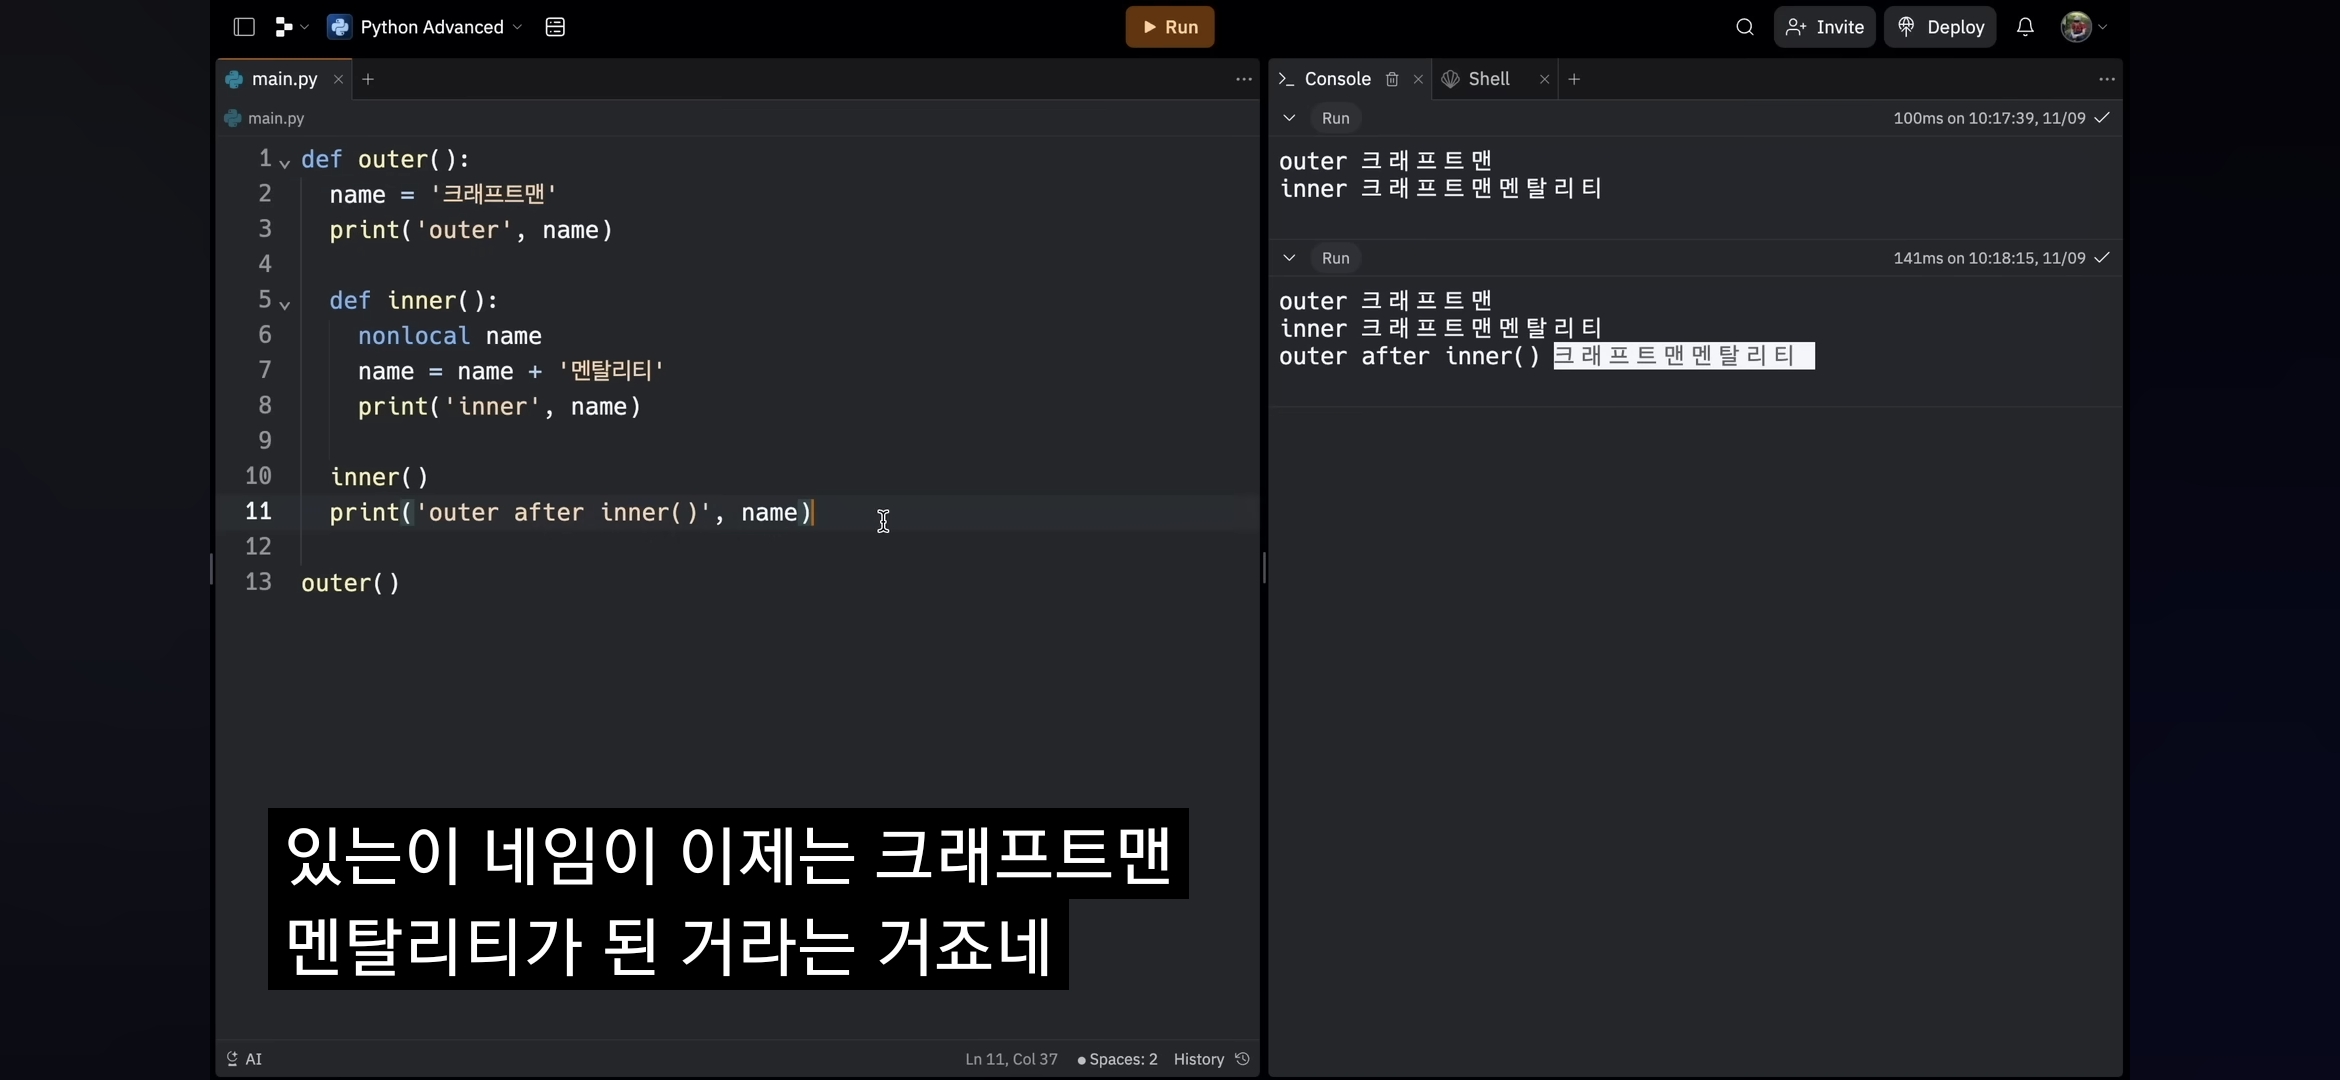 Python Advanced
Run
Invite
Deploy
main.py
main.py
1 def outer():
2 name = '크래프트맨'
3 print('outer', name)
4
5 def inner():
6 nonlocal name
7 name = name + '멘탈리티'
8 print('inner', name)
9
10 inner()
11 print('outer after inner()', name)
12
13 outer()
있는이 네임이 이제는 크래프트맨
멘탈리티가 된 거라는 거죠네
AI
Ln 11, Col 37
Spaces: 2
History
Console
Shell
Run
100ms on 10:17:39, 11/09
outer 크래프트맨
inner 크래프트맨멘탈리티
Run
141ms on 10:18:15, 11/09
outer 크래프트맨
inner 크래프트맨멘탈리티
outer after inner() 크래프트맨멘탈리티